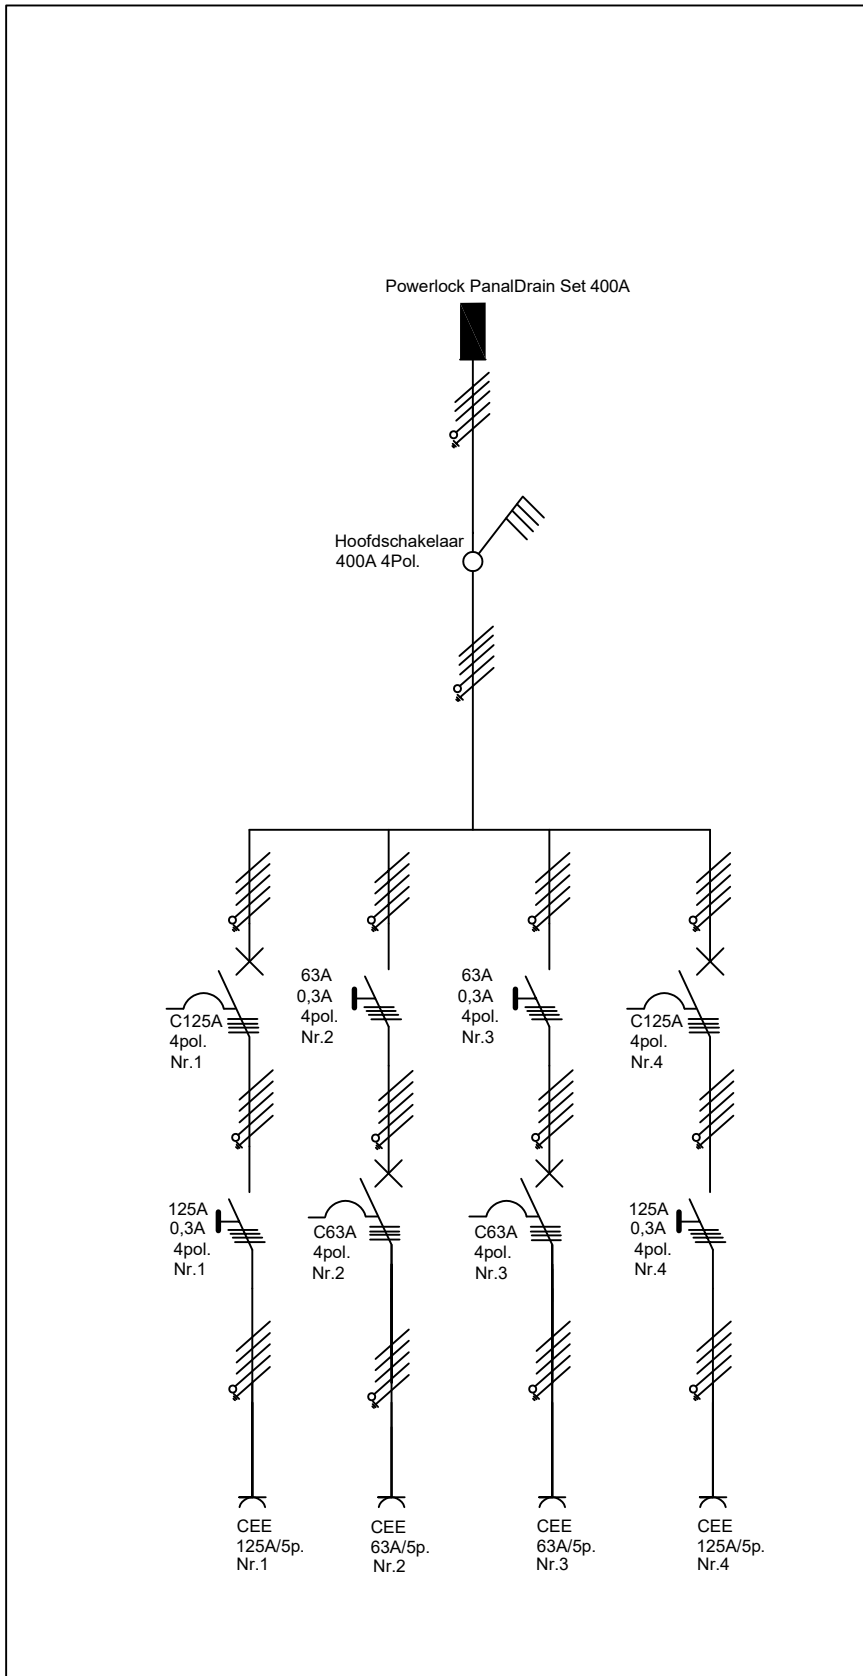 Powerlock PanalDrain Set 400A
Hoofdschakelaar
400A 4Pol.
C125A
4pol.
Nr.1
63A
0,3A
4pol.
Nr.2
63A
0,3A
4pol.
Nr.3
C125A
4pol.
Nr.4
125A
0,3A
4pol.
Nr.1
C63A
4pol.
Nr.2
C63A
4pol.
Nr.3
125A
0,3A
4pol.
Nr.4
CEE
125A/5p.
Nr.1
CEE
63A/5p.
Nr.2
CEE
63A/5p.
Nr.3
CEE
125A/5p.
Nr.4